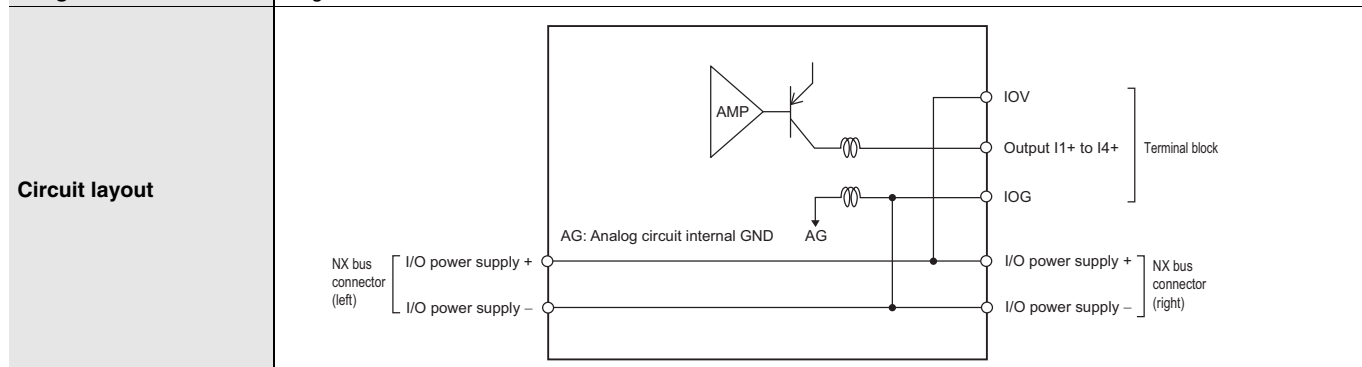 Circuit layout
AMP
IOV
Output I1+ to I4+
Terminal block
IOG
AG: Analog circuit internal GND
AG
NX bus
connector
(left)
I/O power supply +
I/O power supply –
I/O power supply +
I/O power supply –
NX bus
connector
(right)